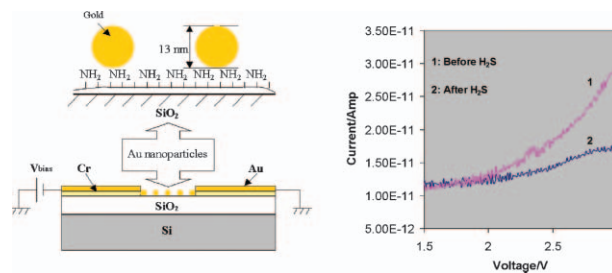 Gold
13 nm
NH₂ NH₂ NH₂ NH₂ NH₂ NH₂
SiO₂
Au nanoparticles
Vbias
Cr
Au
SiO₂
Si
Current/Amp
3.50E-11
3.00E-11
2.50E-11
2.00E-11
1.50E-11
1.00E-11
5.00E-12
1: Before H₂S
2: After H₂S
1
2
1.5 2 2.5
Voltage/V